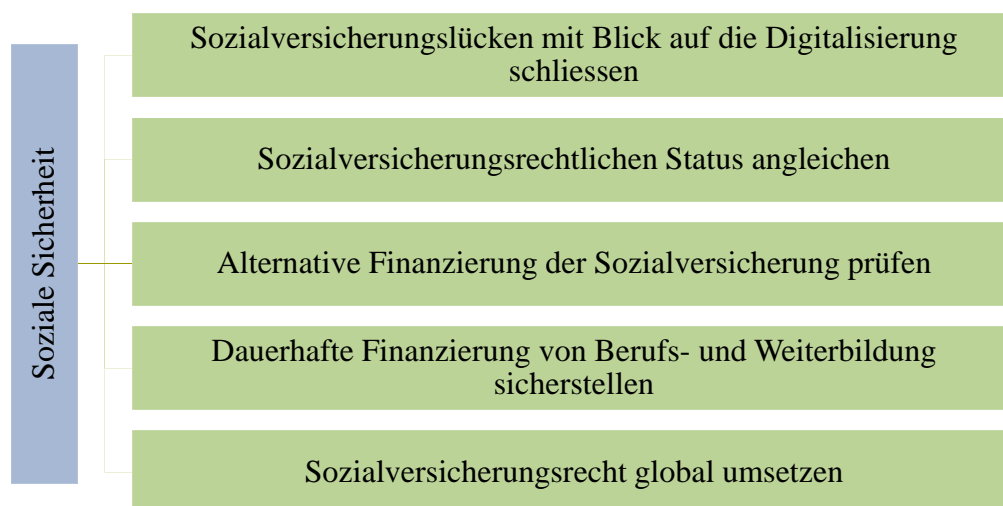 Soziale Sicherheit
Sozialversicherungslücken mit Blick auf die Digitalisierung
schliessen
Sozialversicherungsrechtlichen Status angleichen
Alternative Finanzierung der Sozialversicherung prüfen
Dauerhafte Finanzierung von Berufs- und Weiterbildung
sicherstellen
Sozialversicherungsrecht global umsetzen